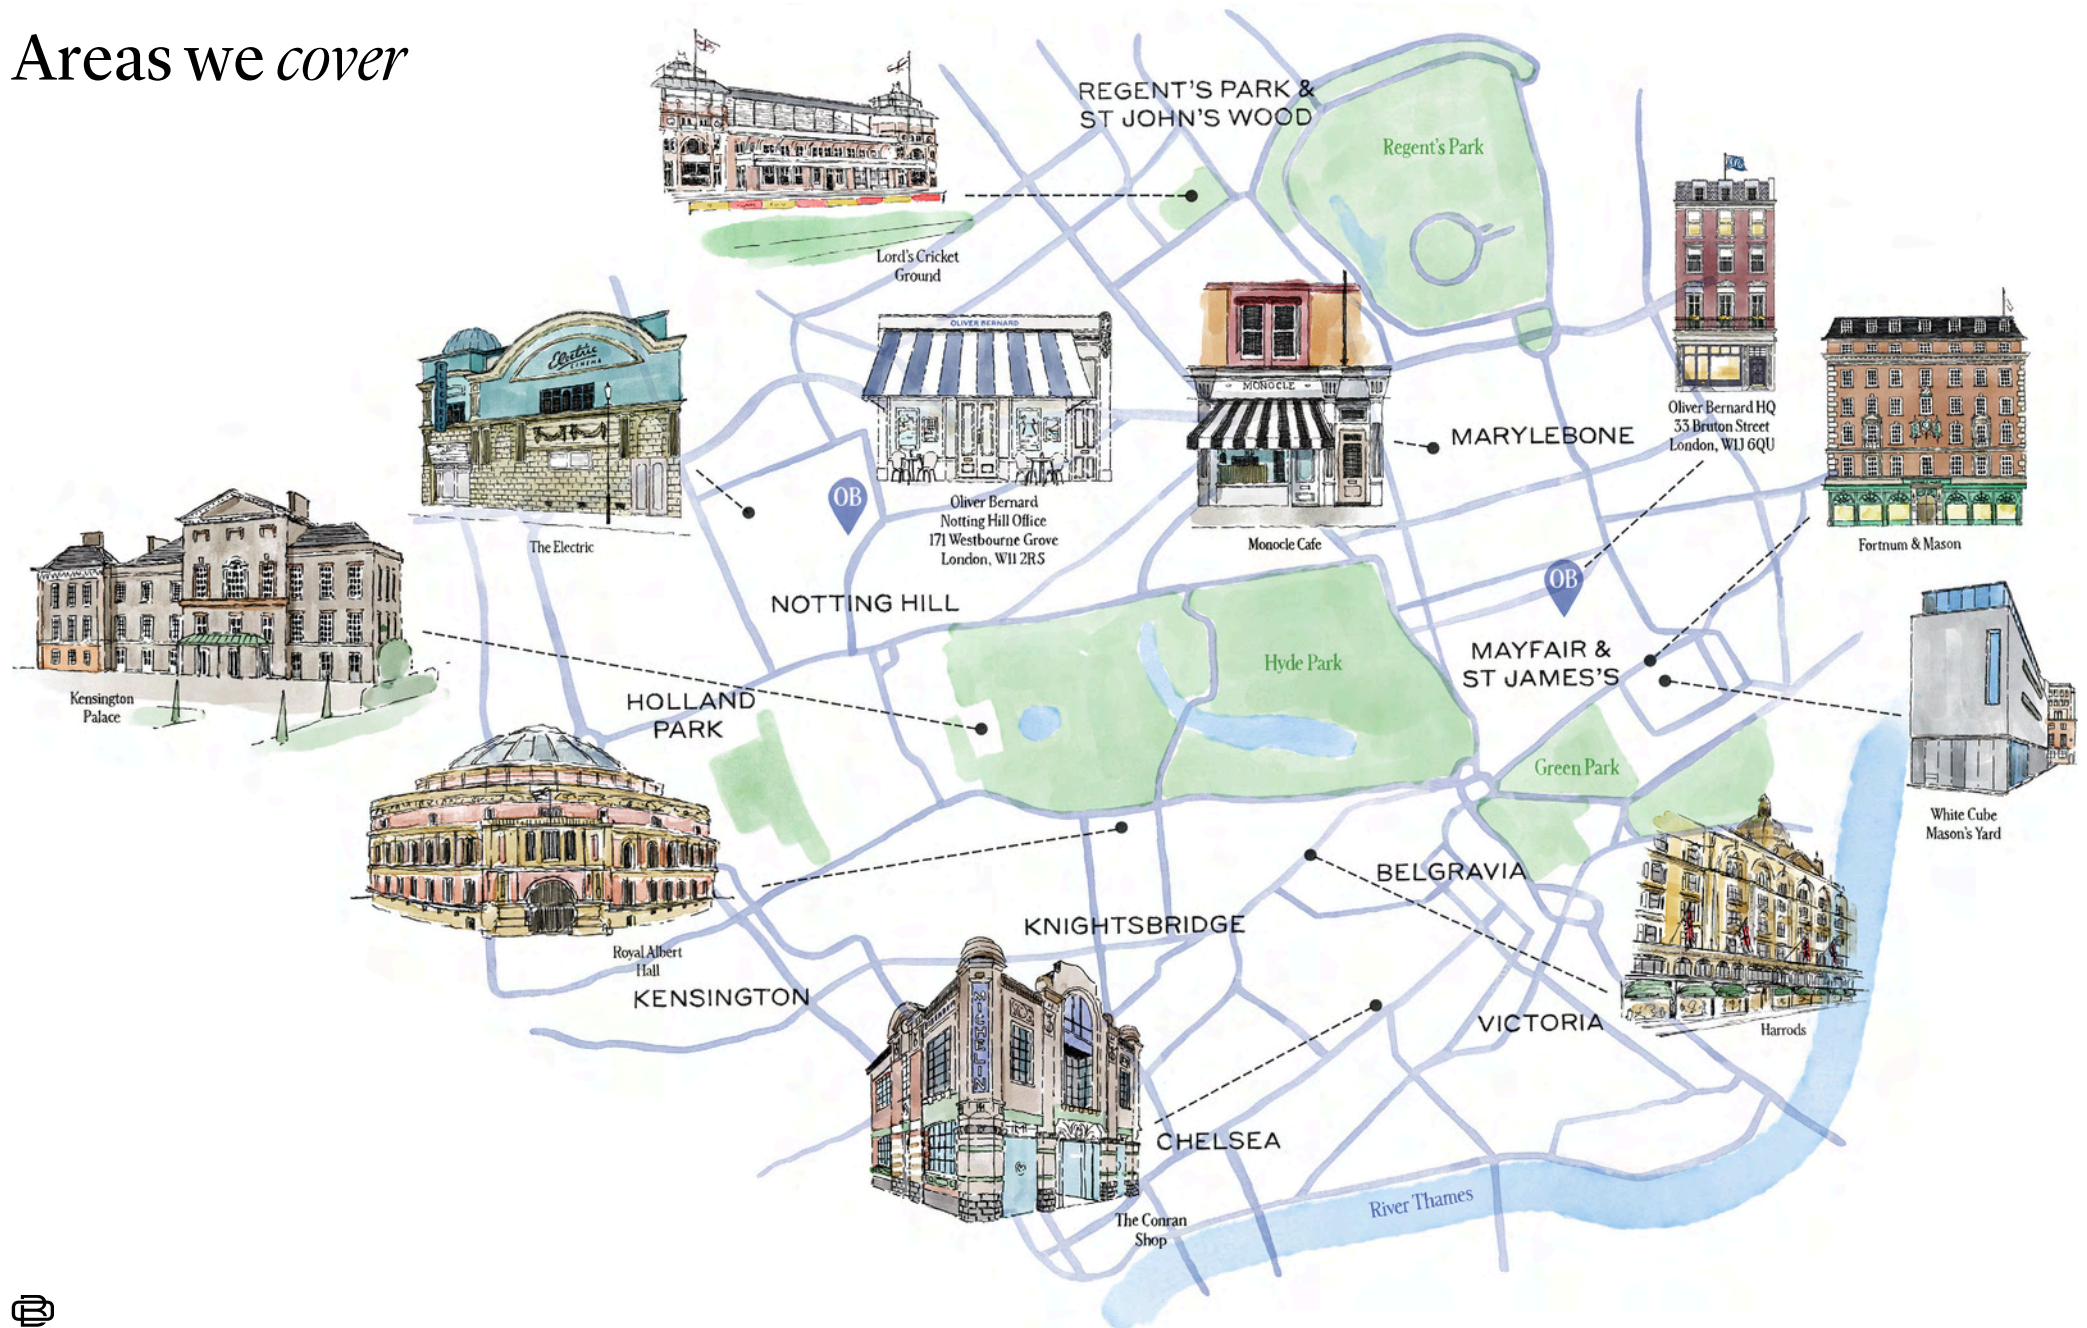 Areas we cover
REGENT'S PARK &
ST JOHN'S WOOD
Regent's Park
Lord's Cricket
Ground
OLIVER BERNARD
Electric
CINEMA
ELECTRIC
MONOCLE
Oliver Bernard HQ
33 Bruton Street
London, W1J 6QU
MARYLEBONE
OB
Oliver Bernard
Notting Hill Office
171 Westbourne Grove
London, W11 2RS
The Electric
Monocle Cafe
Fortnum & Mason
OB
NOTTING HILL
MAYFAIR &
ST JAMES'S
Hyde Park
Kensington
Palace
HOLLAND
PARK
Green Park
White Cube
Mason's Yard
BELGRAVIA
KNIGHTSBRIDGE
Royal Albert
Hall
KENSINGTON
MICHELIN
VICTORIA
Harrods
CHELSEA
River Thames
The Conran
Shop